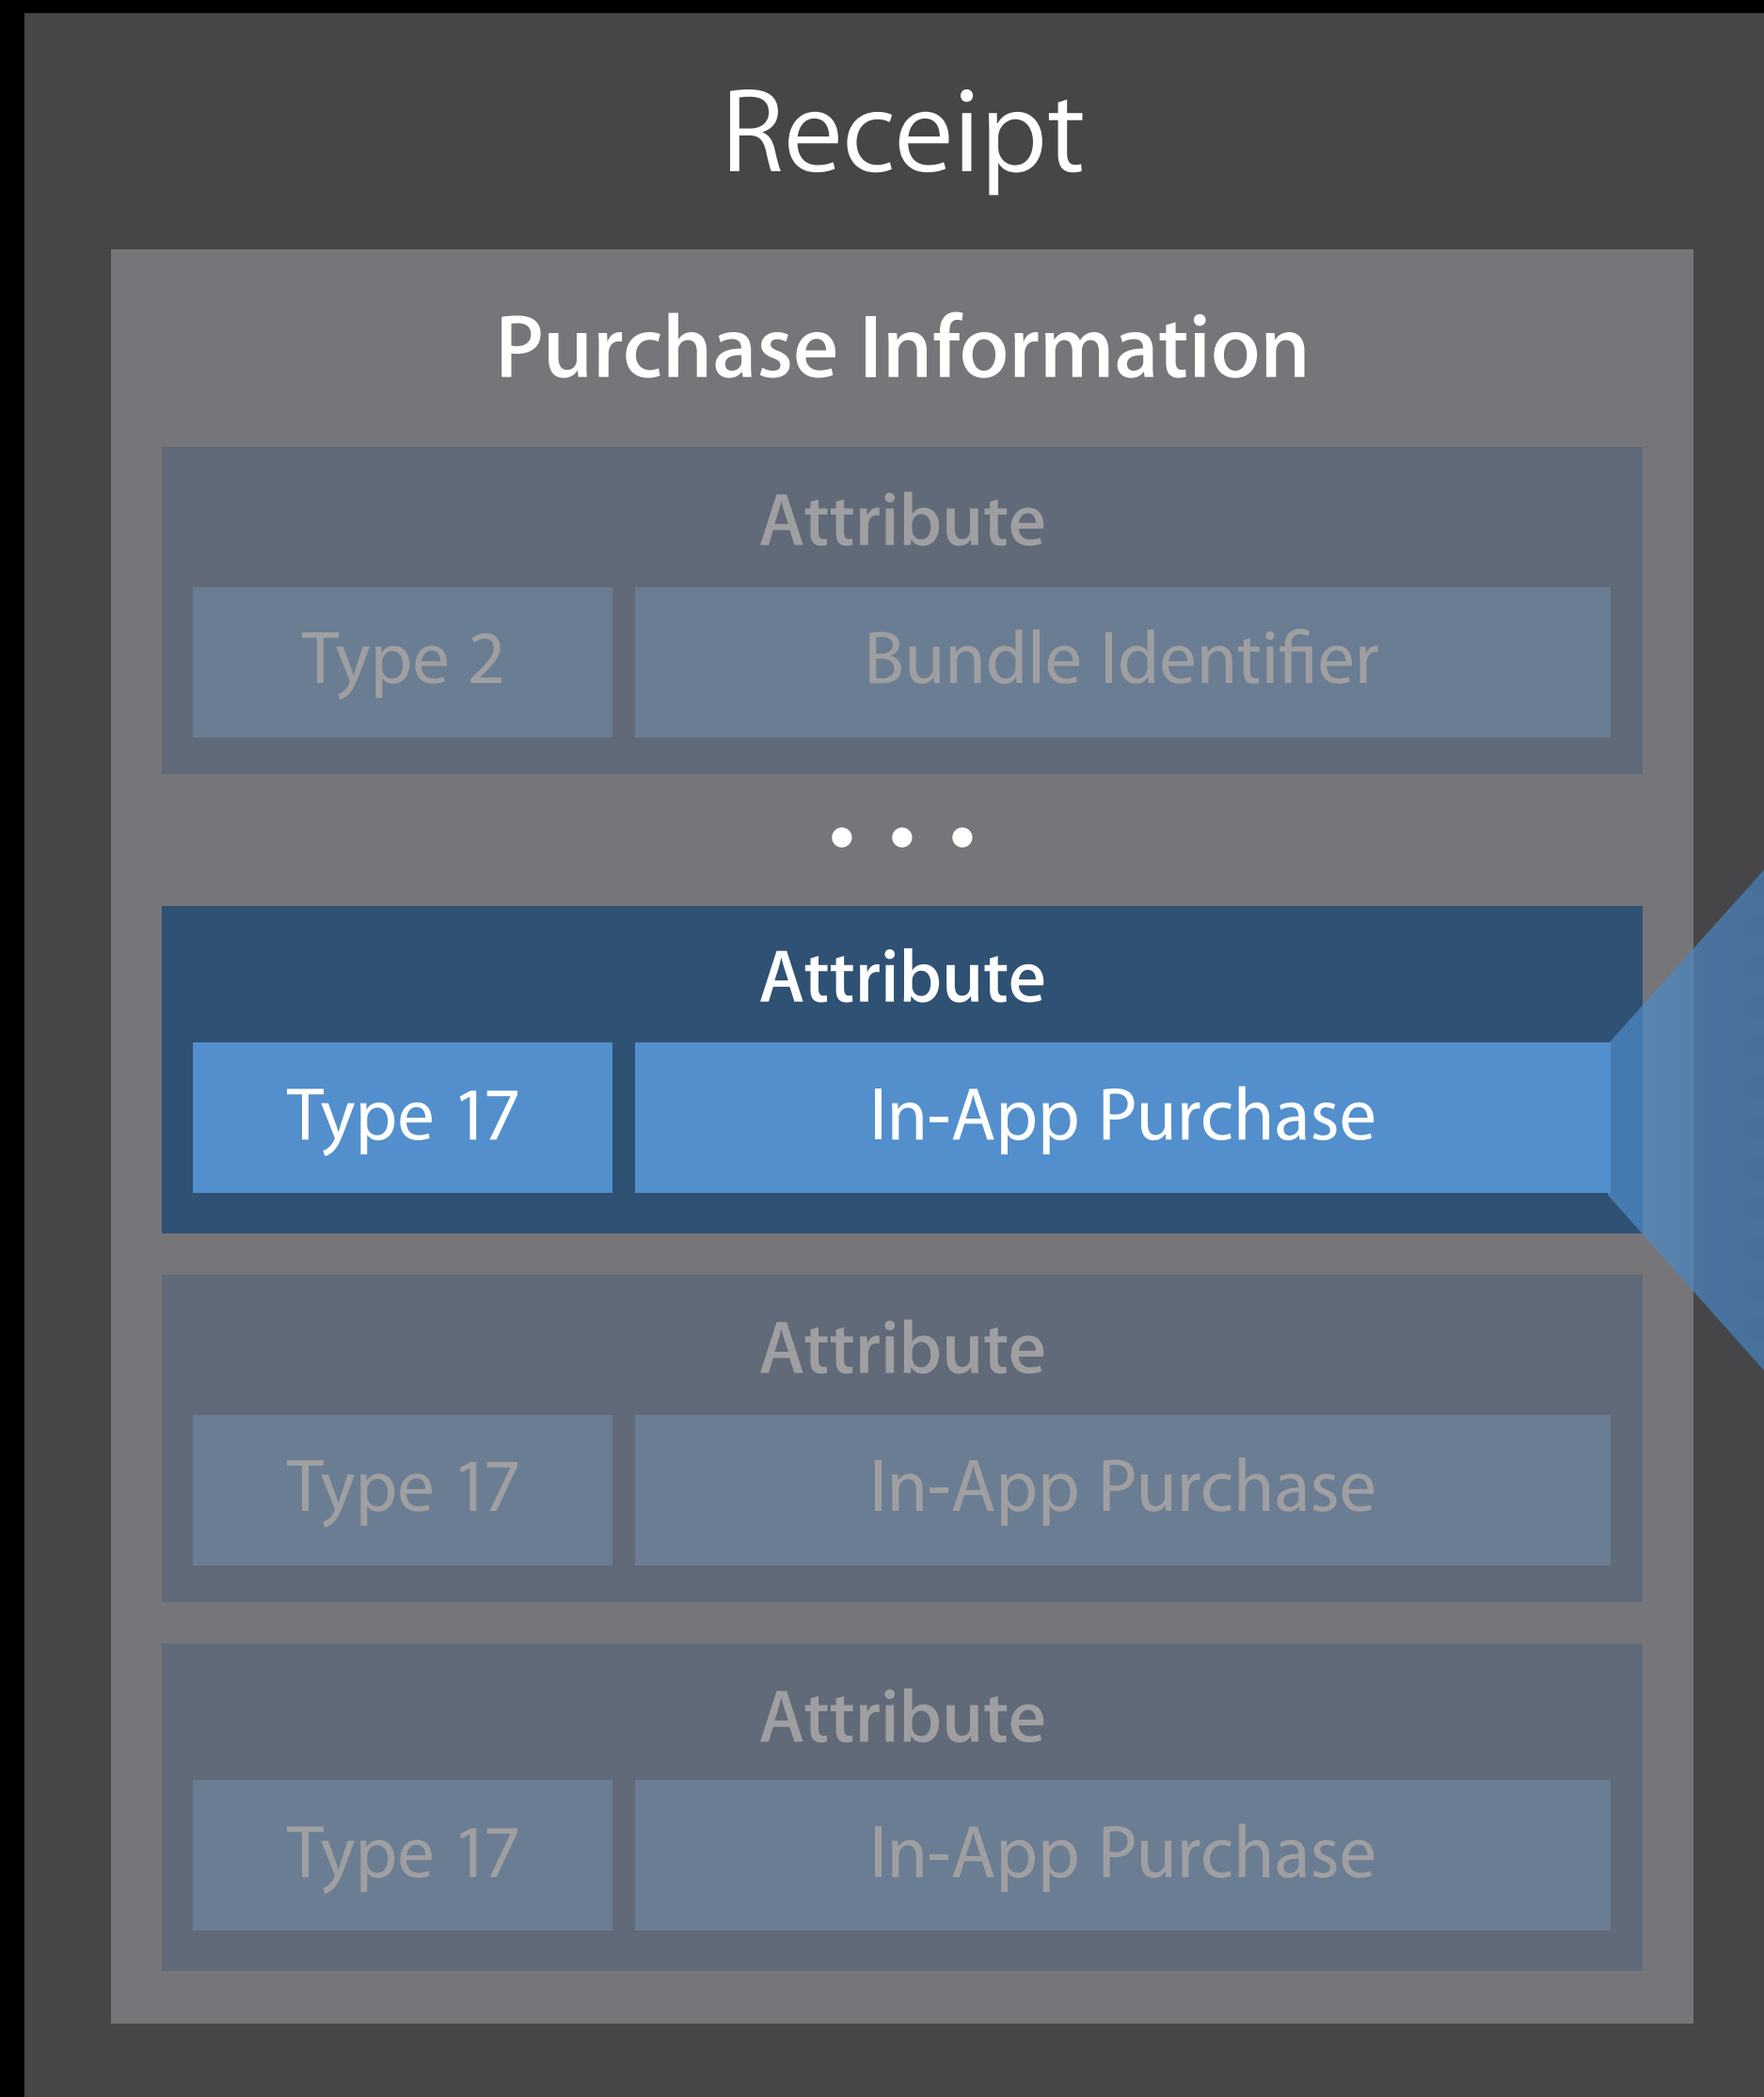 Receipt
Purchase Information
Attribute
Type 2 Bundle Identifier
• • •
Attribute
Type 17 In-App Purchase
Attribute
Type 17 In-App Purchase
Attribute
Type 17 In-App Purchase